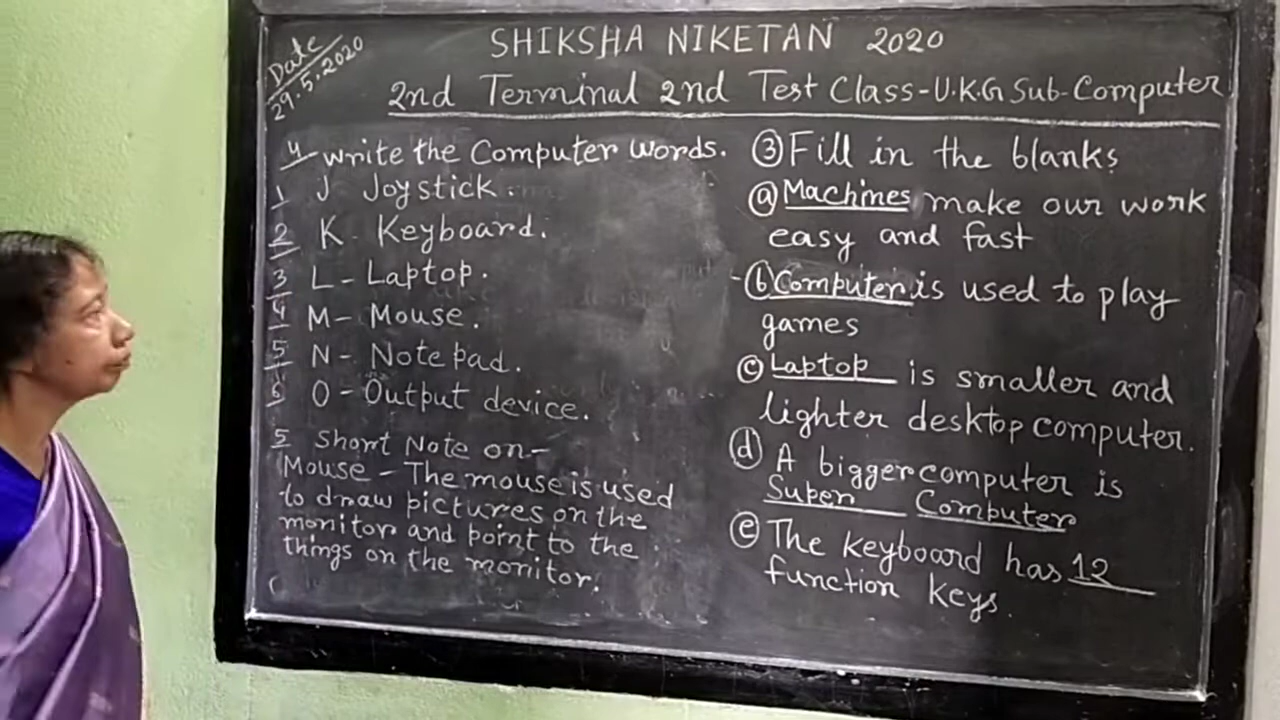 Date
29.5.2020
SHIKSHA NIKETAN 2020
2nd Terminal 2nd Test Class-U.K.G Sub-Computer
4 Write the Computer words.
1 J Joystick.
2 K. Keyboard.
3 L - Laptop.
4 M - Mouse.
5 N - Notepad.
6 O - Output device.
5 Short Note on -
Mouse - The mouse is used
to draw pictures on the
monitor and point to the
things on the monitor.
③ Fill in the blanks
ⓐ Machines make our work
easy and fast
ⓑ Computer is used to play
games
ⓒ Laptop is smaller and
lighter desktop computer.
ⓓ A bigger computer is
Super Computer
ⓔ The keyboard has 12
function keys.